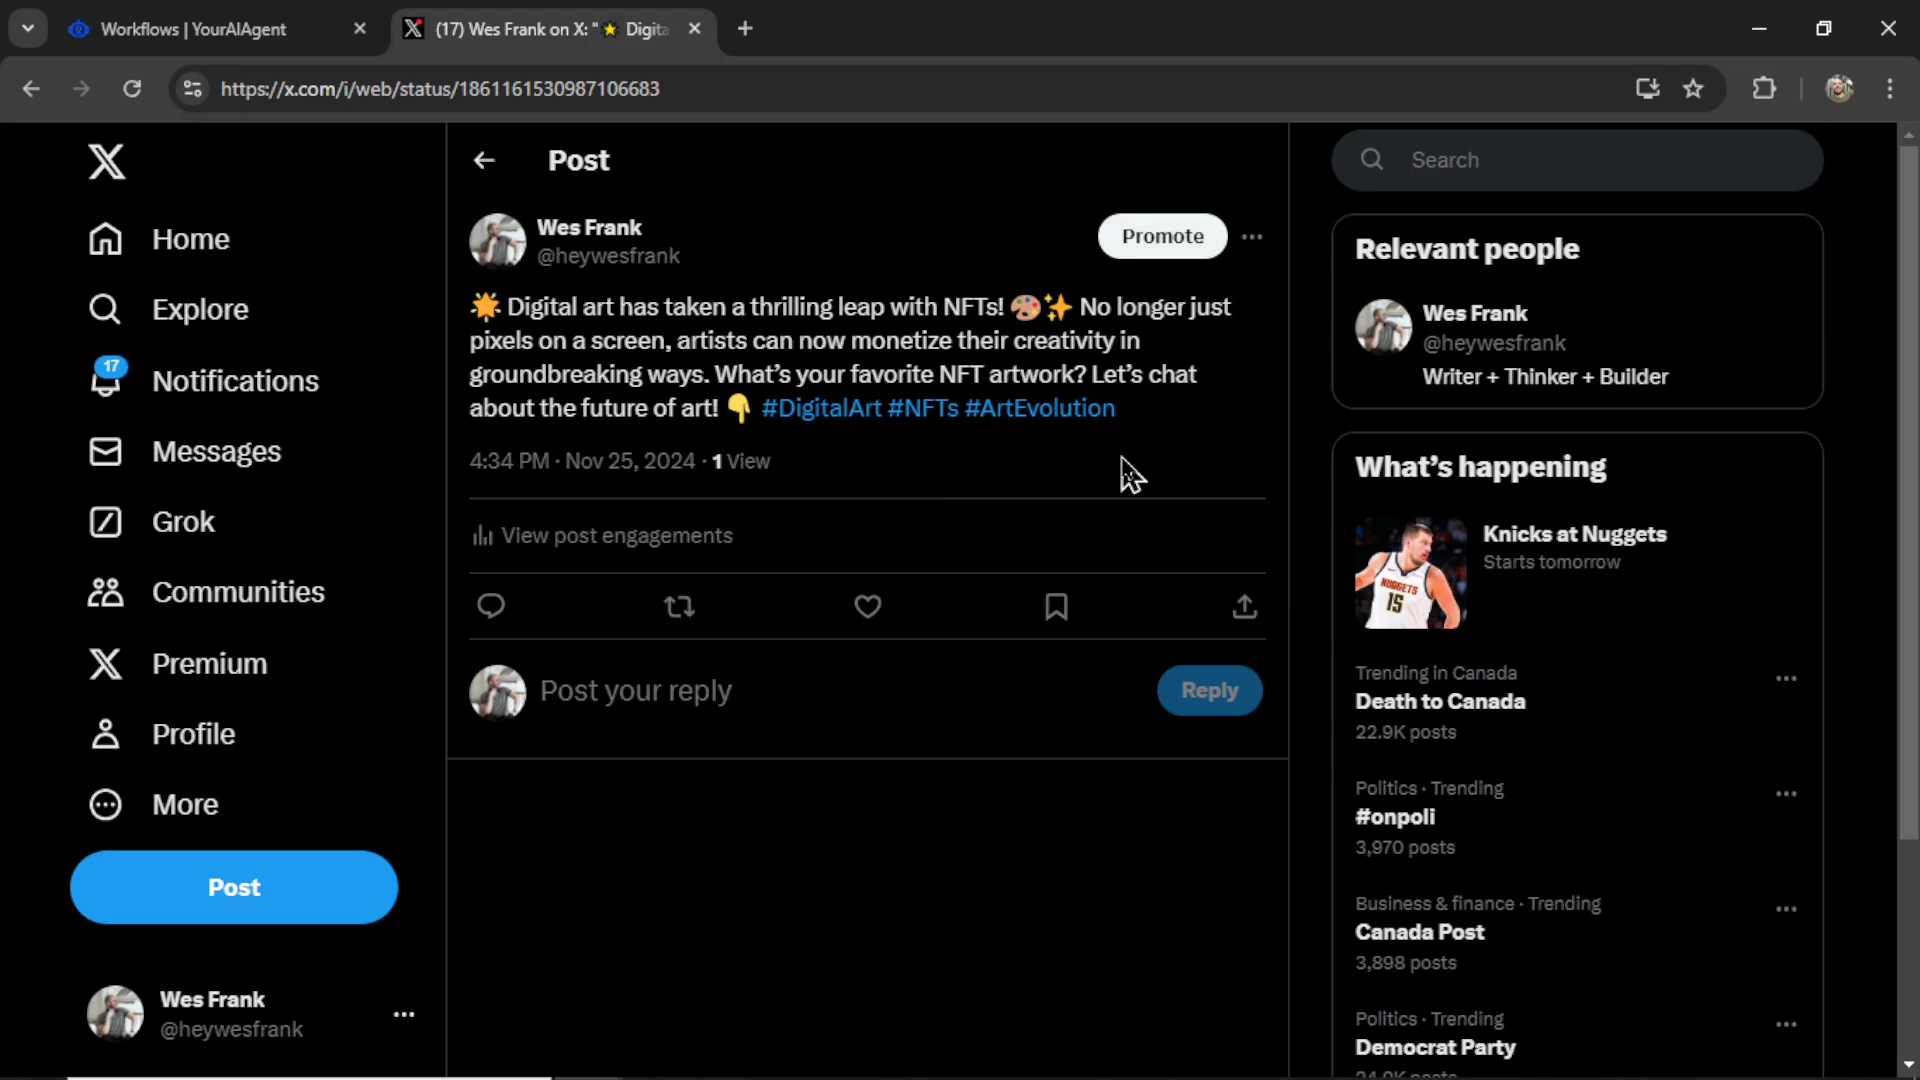 Workflows | YourAIAgent
(17) Wes Frank on X: "🌟 Digita
https://x.com/i/web/status/1861161530987106683
Home
Explore
17
Notifications
Messages
Grok
Communities
Premium
Profile
More
Post
Wes Frank
@heywesfrank
Post
Wes Frank
@heywesfrank
Promote
🌟 Digital art has taken a thrilling leap with NFTs! 🎨✨ No longer just
pixels on a screen, artists can now monetize their creativity in
groundbreaking ways. What’s your favorite NFT artwork? Let’s chat
about the future of art! 👇 #DigitalArt #NFTs #ArtEvolution
4:34 PM · Nov 25, 2024 · 1 View
View post engagements
Post your reply
Reply
Search
Relevant people
Wes Frank
@heywesfrank
Writer + Thinker + Builder
What’s happening
NUGGETS
15
Knicks at Nuggets
Starts tomorrow
Trending in Canada
Death to Canada
22.9K posts
Politics · Trending
#onpoli
3,970 posts
Business & finance · Trending
Canada Post
3,898 posts
Politics · Trending
Democrat Party
24.9K posts